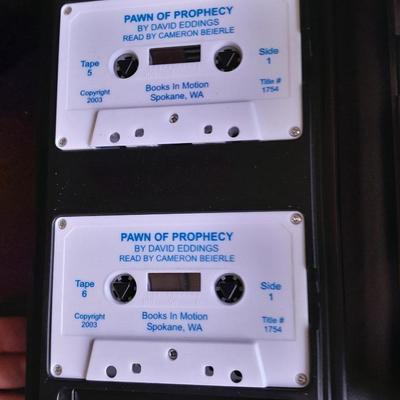 PAWN OF PROPHECY
BY DAVID EDDINGS
READ BY CAMERON BEIERLE
Tape
5
Side
1
Copyright
2003
Books In Motion
Spokane, WA
Title #
1754
PAWN OF PROPHECY
BY DAVID EDDINGS
READ BY CAMERON BEIERLE
Tape
6
Side
1
Copyright
2003
Books In Motion
Spokane, WA
Title #
1754